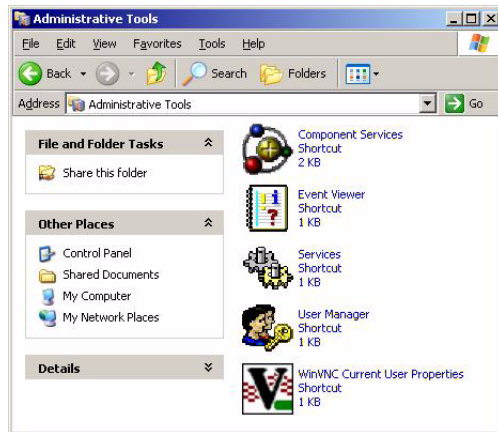 Administrative Tools
File Edit View Favorites Tools Help
Back Search Folders
Address Administrative Tools Go
File and Folder Tasks
Share this folder
Other Places
Control Panel
Shared Documents
My Computer
My Network Places
Details
Component Services
Shortcut
2 KB
Event Viewer
Shortcut
1 KB
Services
Shortcut
1 KB
User Manager
Shortcut
1 KB
WinVNC Current User Properties
Shortcut
1 KB